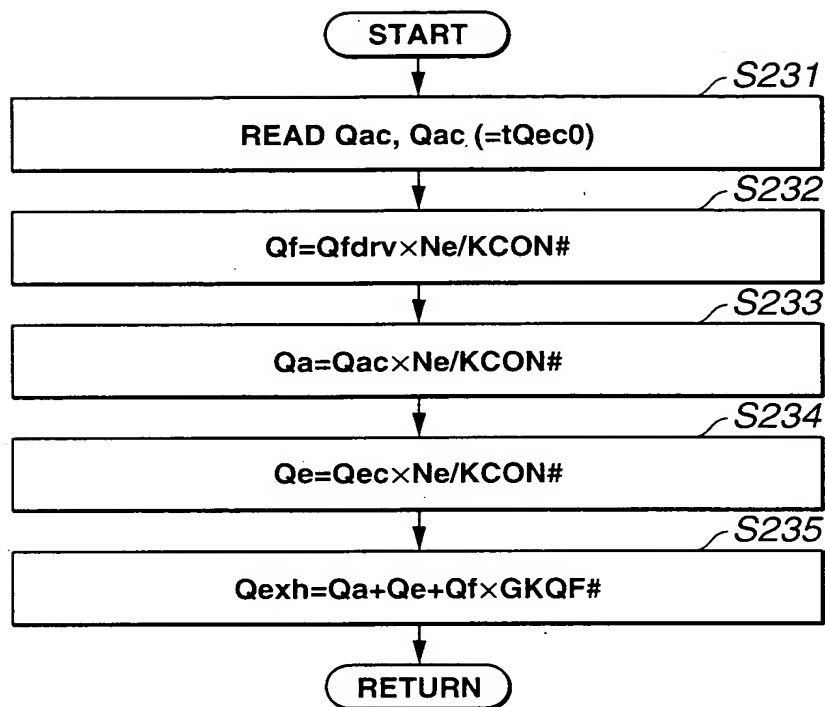 START
S231
READ Qac, Qac (=tQec0)
S232
Qf=Qfdrv×Ne/KCON#
S233
Qa=Qac×Ne/KCON#
S234
Qe=Qec×Ne/KCON#
S235
Qexh=Qa+Qe+Qf×GKQF#
RETURN